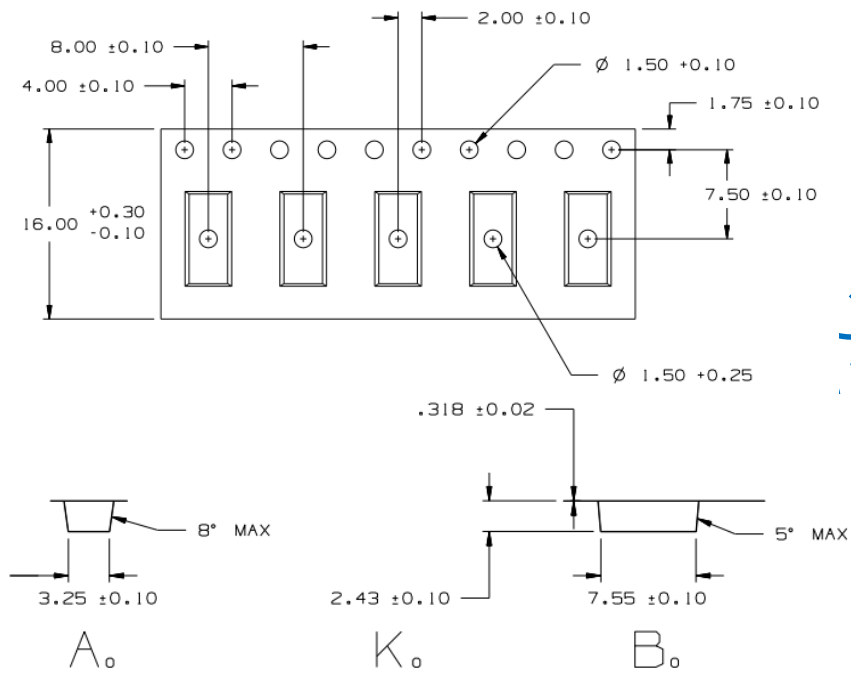 2.00 ±0.10
8.00 ±0.10
Ø 1.50 +0.10
4.00 ±0.10
1.75 ±0.10
7.50 ±0.10
16.00 +0.30 -0.10
Ø 1.50 +0.25
.318 ±0.02
8° MAX
5° MAX
3.25 ±0.10
2.43 ±0.10
7.55 ±0.10
A₀
K₀
B₀